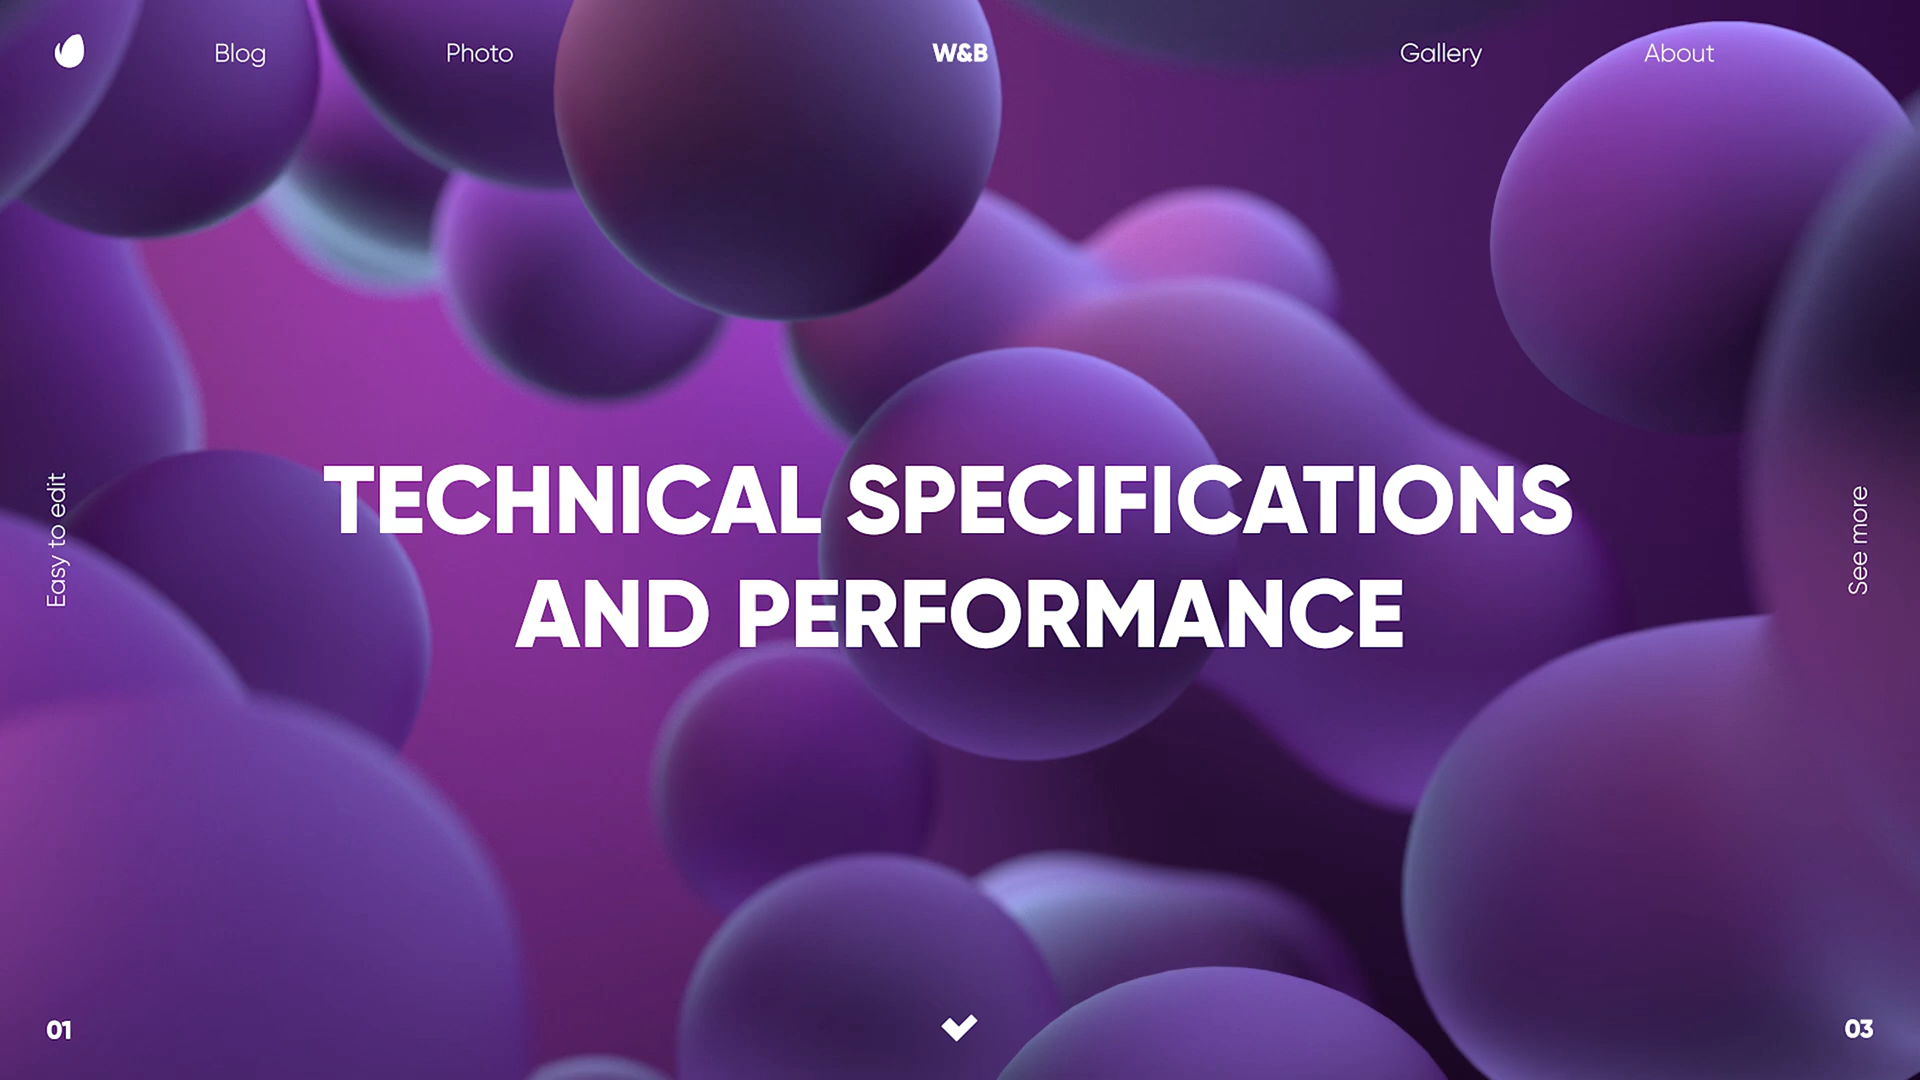 Blog
Photo
W&B
Gallery
About
Easy to edit
TECHNICAL SPECIFICATIONS
AND PERFORMANCE
See more
01
03